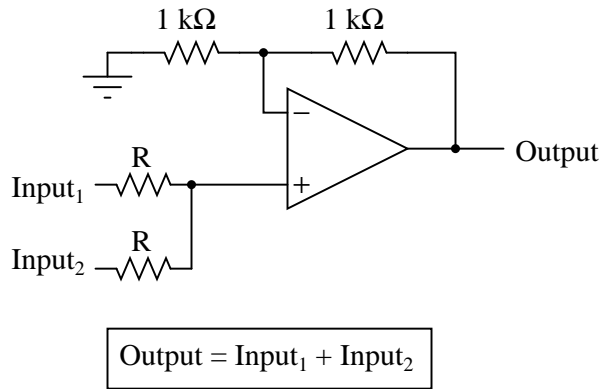 1 kΩ 1 kΩ
−
Output
R
Input₁
+
R
Input₂
Output = Input₁ + Input₂